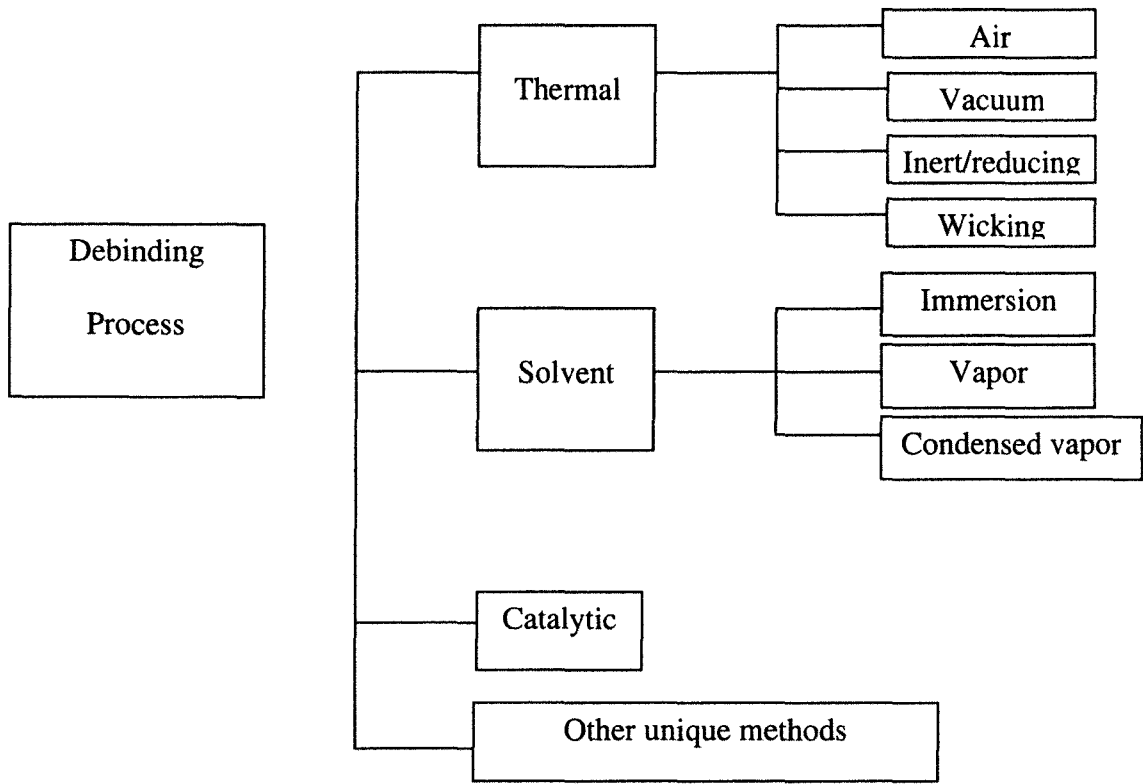 Debinding
Process
Thermal
Air
Vacuum
Inert/reducing
Wicking
Solvent
Immersion
Vapor
Condensed vapor
Catalytic
Other unique methods